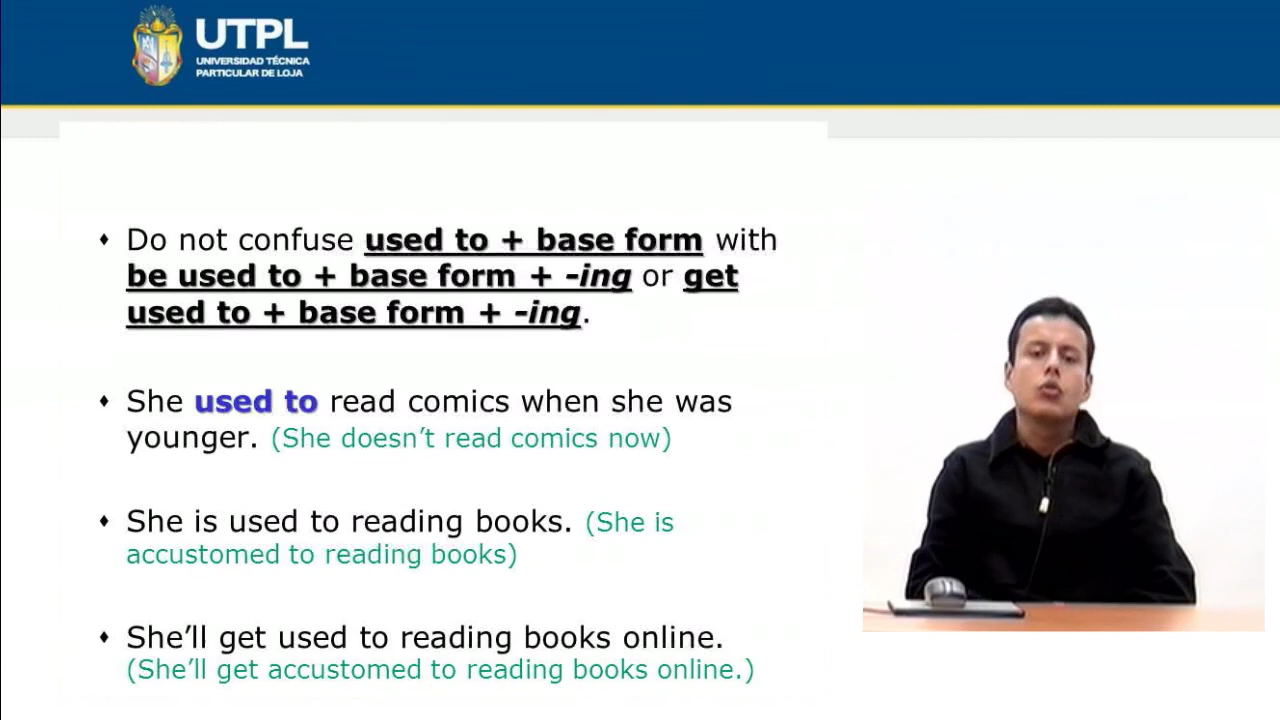 UTPL
UNIVERSIDAD TÉCNICA
PARTICULAR DE LOJA
Do not confuse used to + base form with
be used to + base form + -ing or get
used to + base form + -ing.
She used to read comics when she was
younger. (She doesn’t read comics now)
She is used to reading books. (She is
accustomed to reading books)
She’ll get used to reading books online.
(She’ll get accustomed to reading books online.)